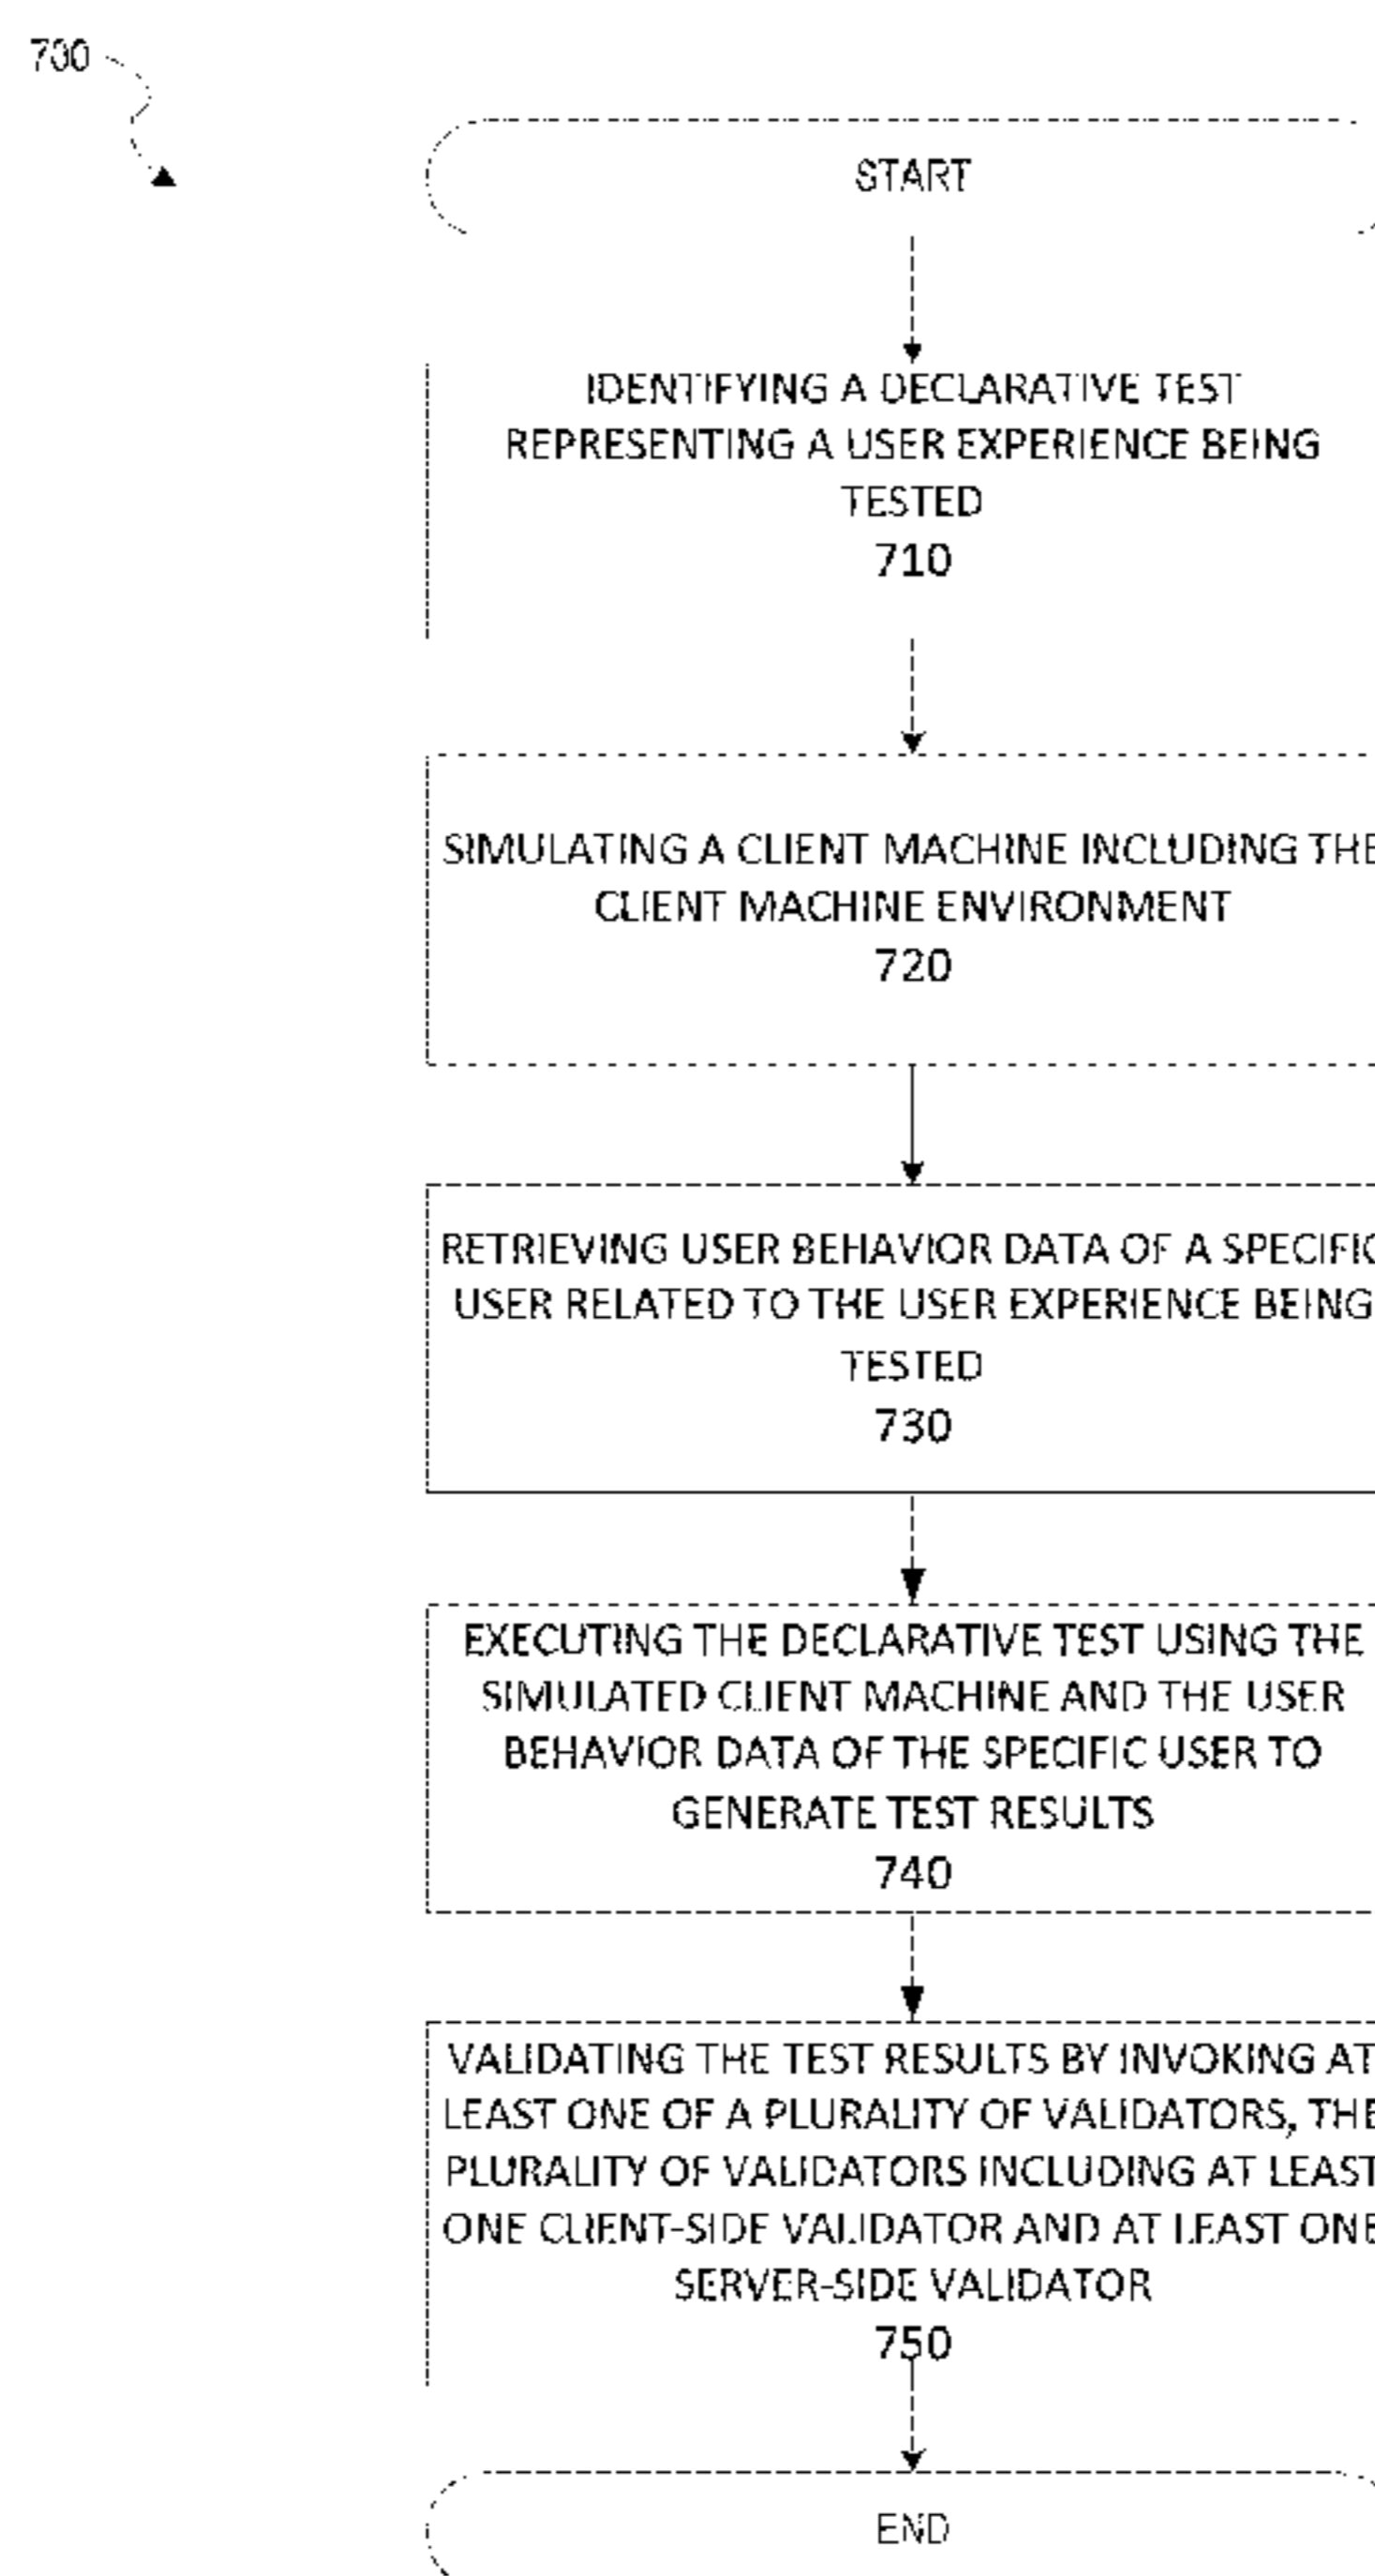 700
START
IDENTIFYING A DECLARATIVE TEST
REPRESENTING A USER EXPERIENCE BEING
TESTED
710
SIMULATING A CLIENT MACHINE INCLUDING THE
CLIENT MACHINE ENVIRONMENT
720
RETRIEVING USER BEHAVIOR DATA OF A SPECIFIC
USER RELATED TO THE USER EXPERIENCE BEING
TESTED
730
EXECUTING THE DECLARATIVE TEST USING THE
SIMULATED CLIENT MACHINE AND THE USER
BEHAVIOR DATA OF THE SPECIFIC USER TO
GENERATE TEST RESULTS
740
VALIDATING THE TEST RESULTS BY INVOKING AT
LEAST ONE OF A PLURALITY OF VALIDATORS, THE
PLURALITY OF VALIDATORS INCLUDING AT LEAST
ONE CLIENT-SIDE VALIDATOR AND AT LEAST ONE
SERVER-SIDE VALIDATOR
750
END